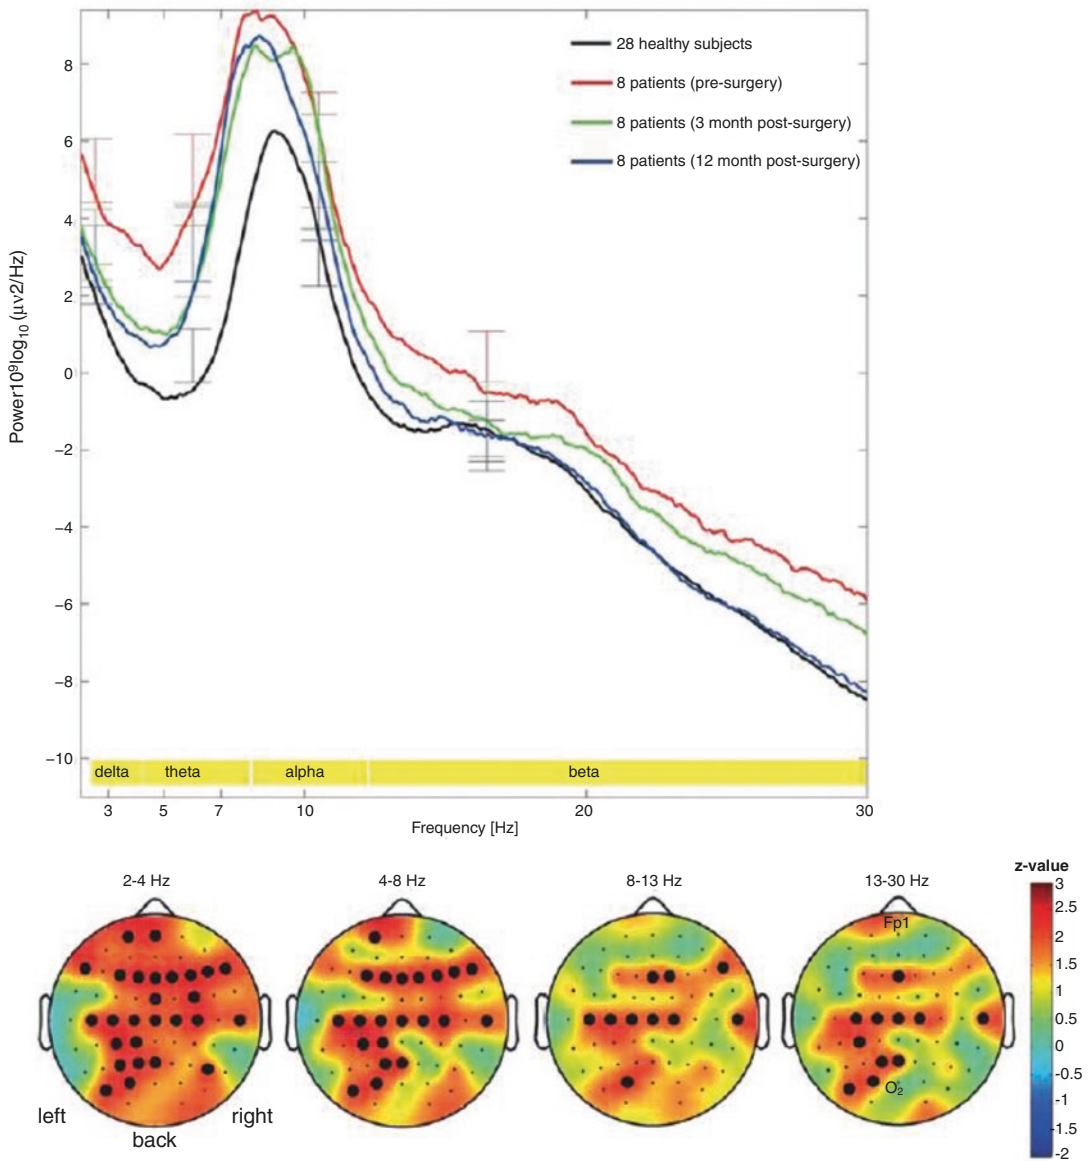 28 healthy subjects
8 patients (pre-surgery)
8 patients (3 month post-surgery)
8 patients (12 month post-surgery)
Power10⁹log₁₀ (μv2/Hz)
8
6
4
2
0
−2
−4
−6
−8
−10
delta theta alpha beta
3 5 7 10 20 30
Frequency [Hz]
2-4 Hz 4-8 Hz 8-13 Hz 13-30 Hz
z-value
Fp1
O₂
3
2.5
2
1.5
1
0.5
0
-0.5
-1
-1.5
-2
left right
back